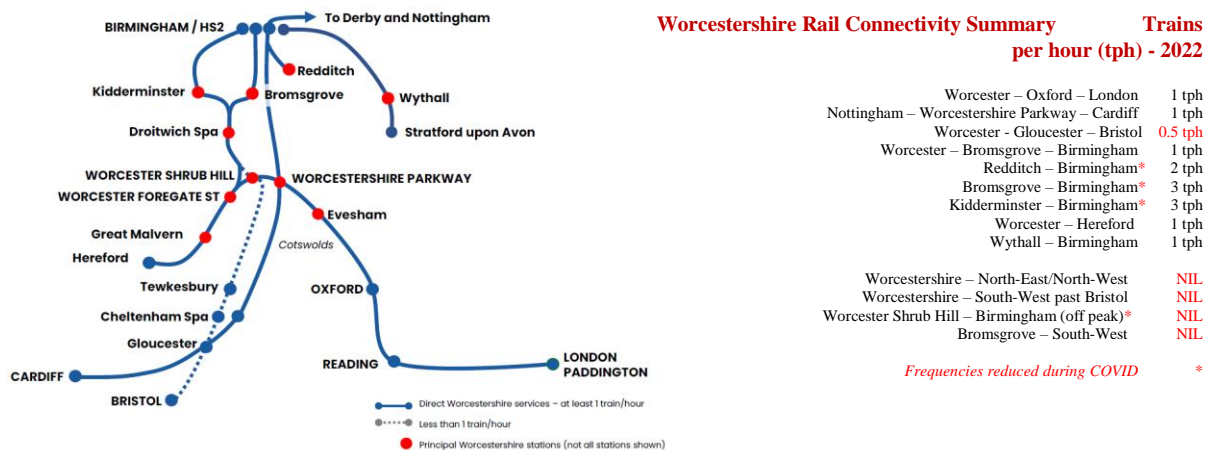 To Derby and Nottingham
BIRMINGHAM / HS2
Redditch
Kidderminster
Bromsgrove
Wythall
Droitwich Spa
Stratford upon Avon
WORCESTER SHRUB HILL
WORCESTERSHIRE PARKWAY
WORCESTER FOREGATE ST
Evesham
Great Malvern
Cotswolds
Hereford
Tewkesbury
OXFORD
Cheltenham Spa
Gloucester
READING
LONDON
PADDINGTON
CARDIFF
BRISTOL
Direct Worcestershire services – at least 1 train/hour
Less than 1 train/hour
Principal Worcestershire stations (not all stations shown)
Worcestershire Rail Connectivity Summary Trains
per hour (tph) - 2022
Worcester – Oxford – London 1 tph
Nottingham – Worcestershire Parkway – Cardiff 1 tph
Worcester - Gloucester – Bristol 0.5 tph
Worcester – Bromsgrove – Birmingham 1 tph
Redditch – Birmingham* 2 tph
Bromsgrove – Birmingham* 3 tph
Kidderminster – Birmingham* 3 tph
Worcester – Hereford 1 tph
Wythall – Birmingham 1 tph
Worcestershire – North-East/North-West NIL
Worcestershire – South-West past Bristol NIL
Worcester Shrub Hill – Birmingham (off peak)* NIL
Bromsgrove – South-West NIL
Frequencies reduced during COVID *